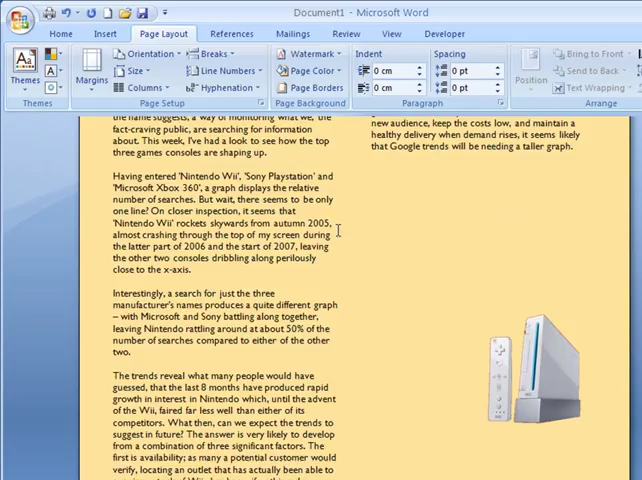 Document1 - Microsoft Word
Home Insert Page Layout References Mailings Review View Developer
Themes
Margins
Orientation
Size
Columns
Breaks
Line Numbers
Hyphenation
Watermark
Page Color
Page Borders
Indent
0 cm
0 cm
Spacing
0 pt
0 pt
Position
Bring to Front
Send to Back
Text Wrapping
Themes Page Setup Page Background Paragraph Arrange
the name suggests, a way of monitoring what we, the
fact-craving public, are searching for information
about. This week, I've had a look to see how the top
three games consoles are shaping up.
Having entered 'Nintendo Wii', 'Sony Playstation' and
'Microsoft Xbox 360', a graph displays the relative
number of searches. But wait, there seems to be only
one line? On closer inspection, it seems that
'Nintendo Wii' rockets skywards from autumn 2005,
almost crashing through the top of my screen during
the latter part of 2006 and the start of 2007, leaving
the other two consoles dribbling along perilously
close to the x-axis.
Interestingly, a search for just the three
manufacturer's names produces a quite different graph
– with Microsoft and Sony battling along together,
leaving Nintendo rattling around at about 50% of the
number of searches compared to either of the other
two.
The trends reveal what many people would have
guessed, that the last 8 months have produced rapid
growth in interest in Nintendo which, until the advent
of the Wii, faired far less well than either of its
competitors. What then, can we expect the trends to
suggest in future? The answer is very likely to develop
from a combination of three significant factors. The
first is availability; as many a potential customer would
verify, locating an outlet that has actually been able to
new audience, keep the costs low, and maintain a
healthy delivery when demand rises, it seems likely
that Google trends will be needing a taller graph.